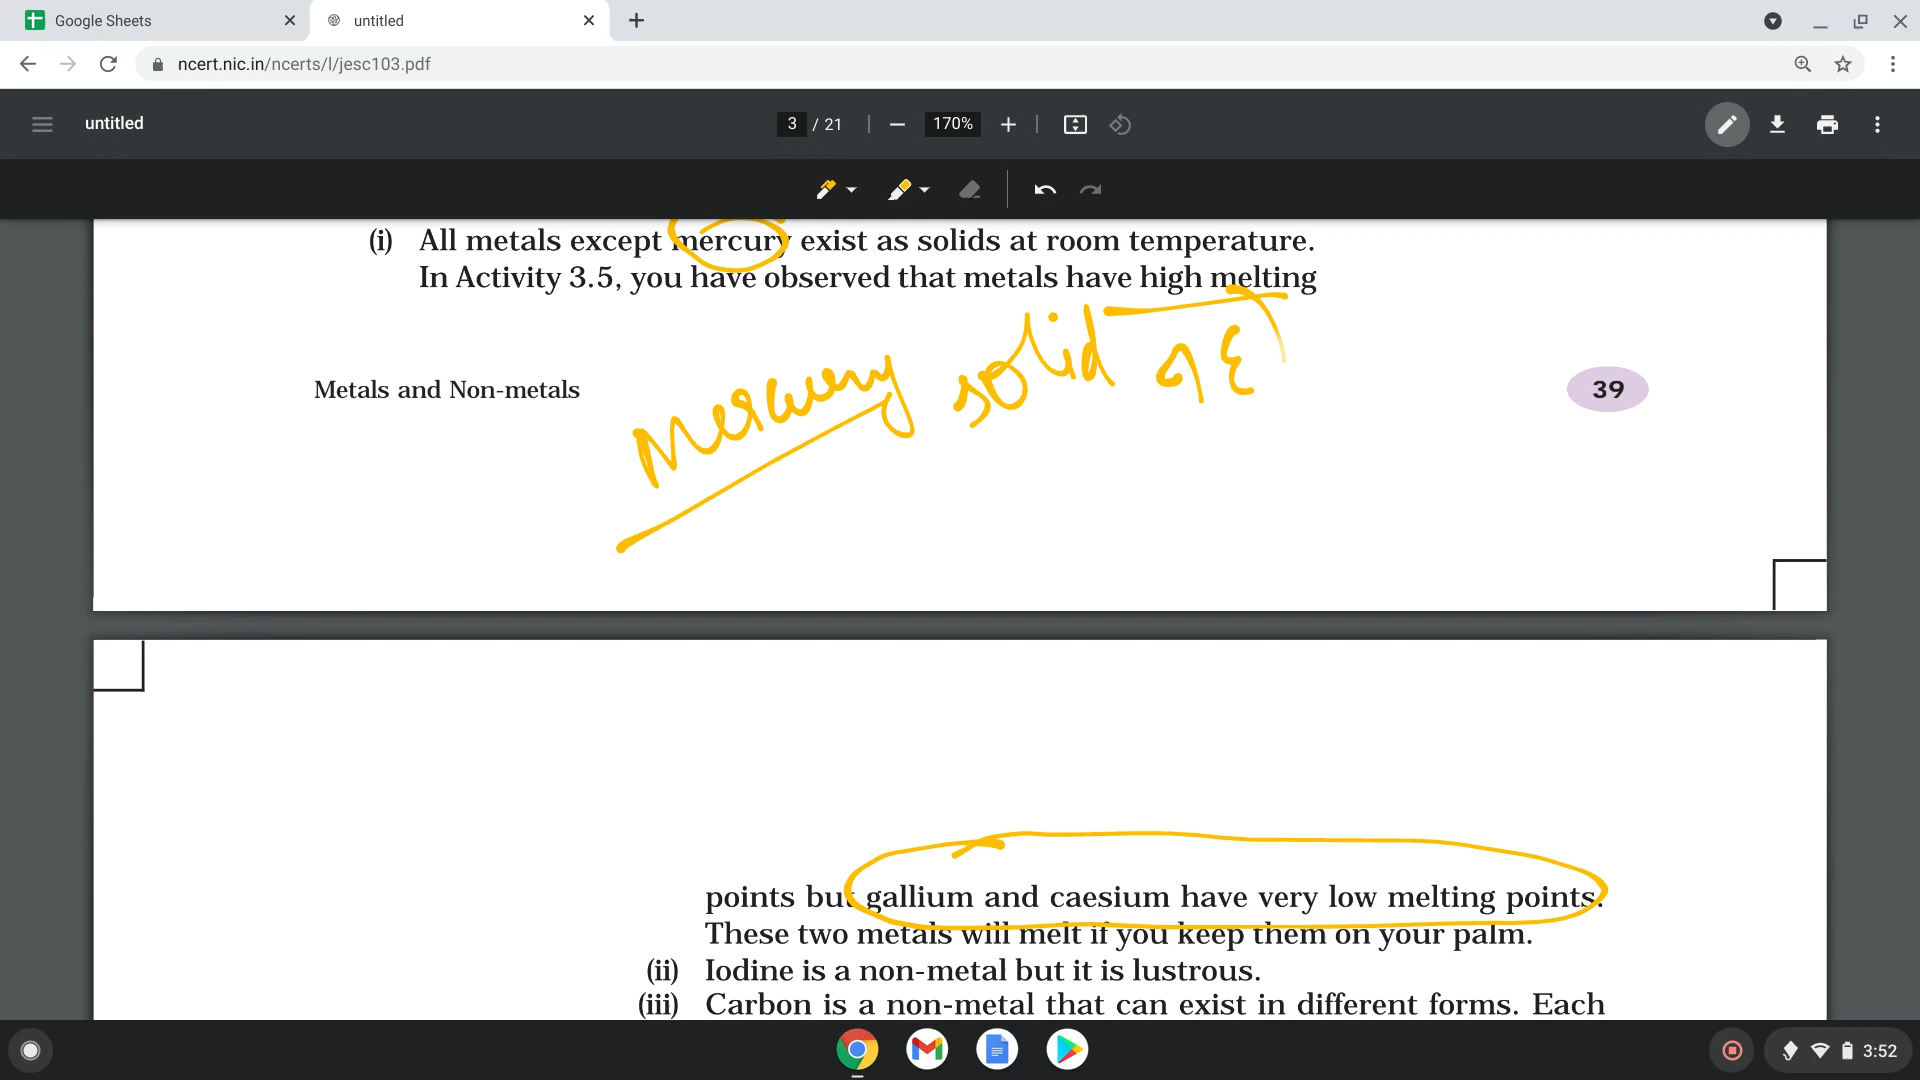 Google Sheets
untitled
ncert.nic.in/ncerts/l/jesc103.pdf
untitled
3 / 21
170%
(i) All metals except mercury exist as solids at room temperature.
In Activity 3.5, you have observed that metals have high melting
Mercury solid
Metals and Non-metals
39
points but gallium and caesium have very low melting points.
These two metals will melt if you keep them on your palm.
(ii) Iodine is a non-metal but it is lustrous.
(iii) Carbon is a non-metal that can exist in different forms. Each
3:52